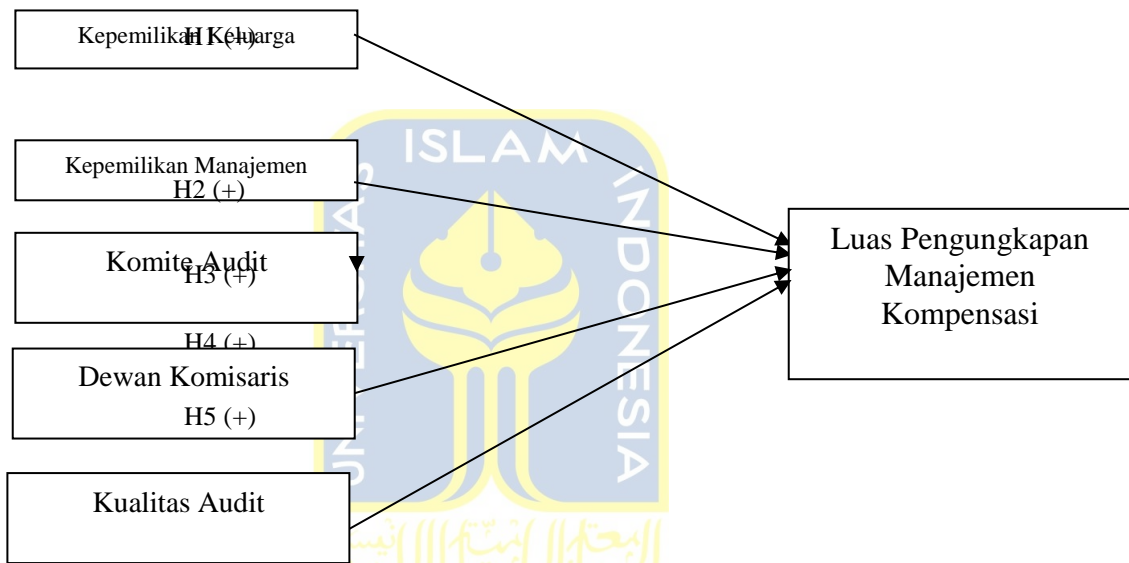 Kepemilikan Keluarga
H1 (+)
Kepemilikan Manajemen
H2 (+)
Komite Audit
H3 (+)
H4 (+)
Dewan Komisaris
H5 (+)
Kualitas Audit
Luas Pengungkapan
Manajemen
Kompensasi
UNIVERSITAS
ISLAM
INDONESIA